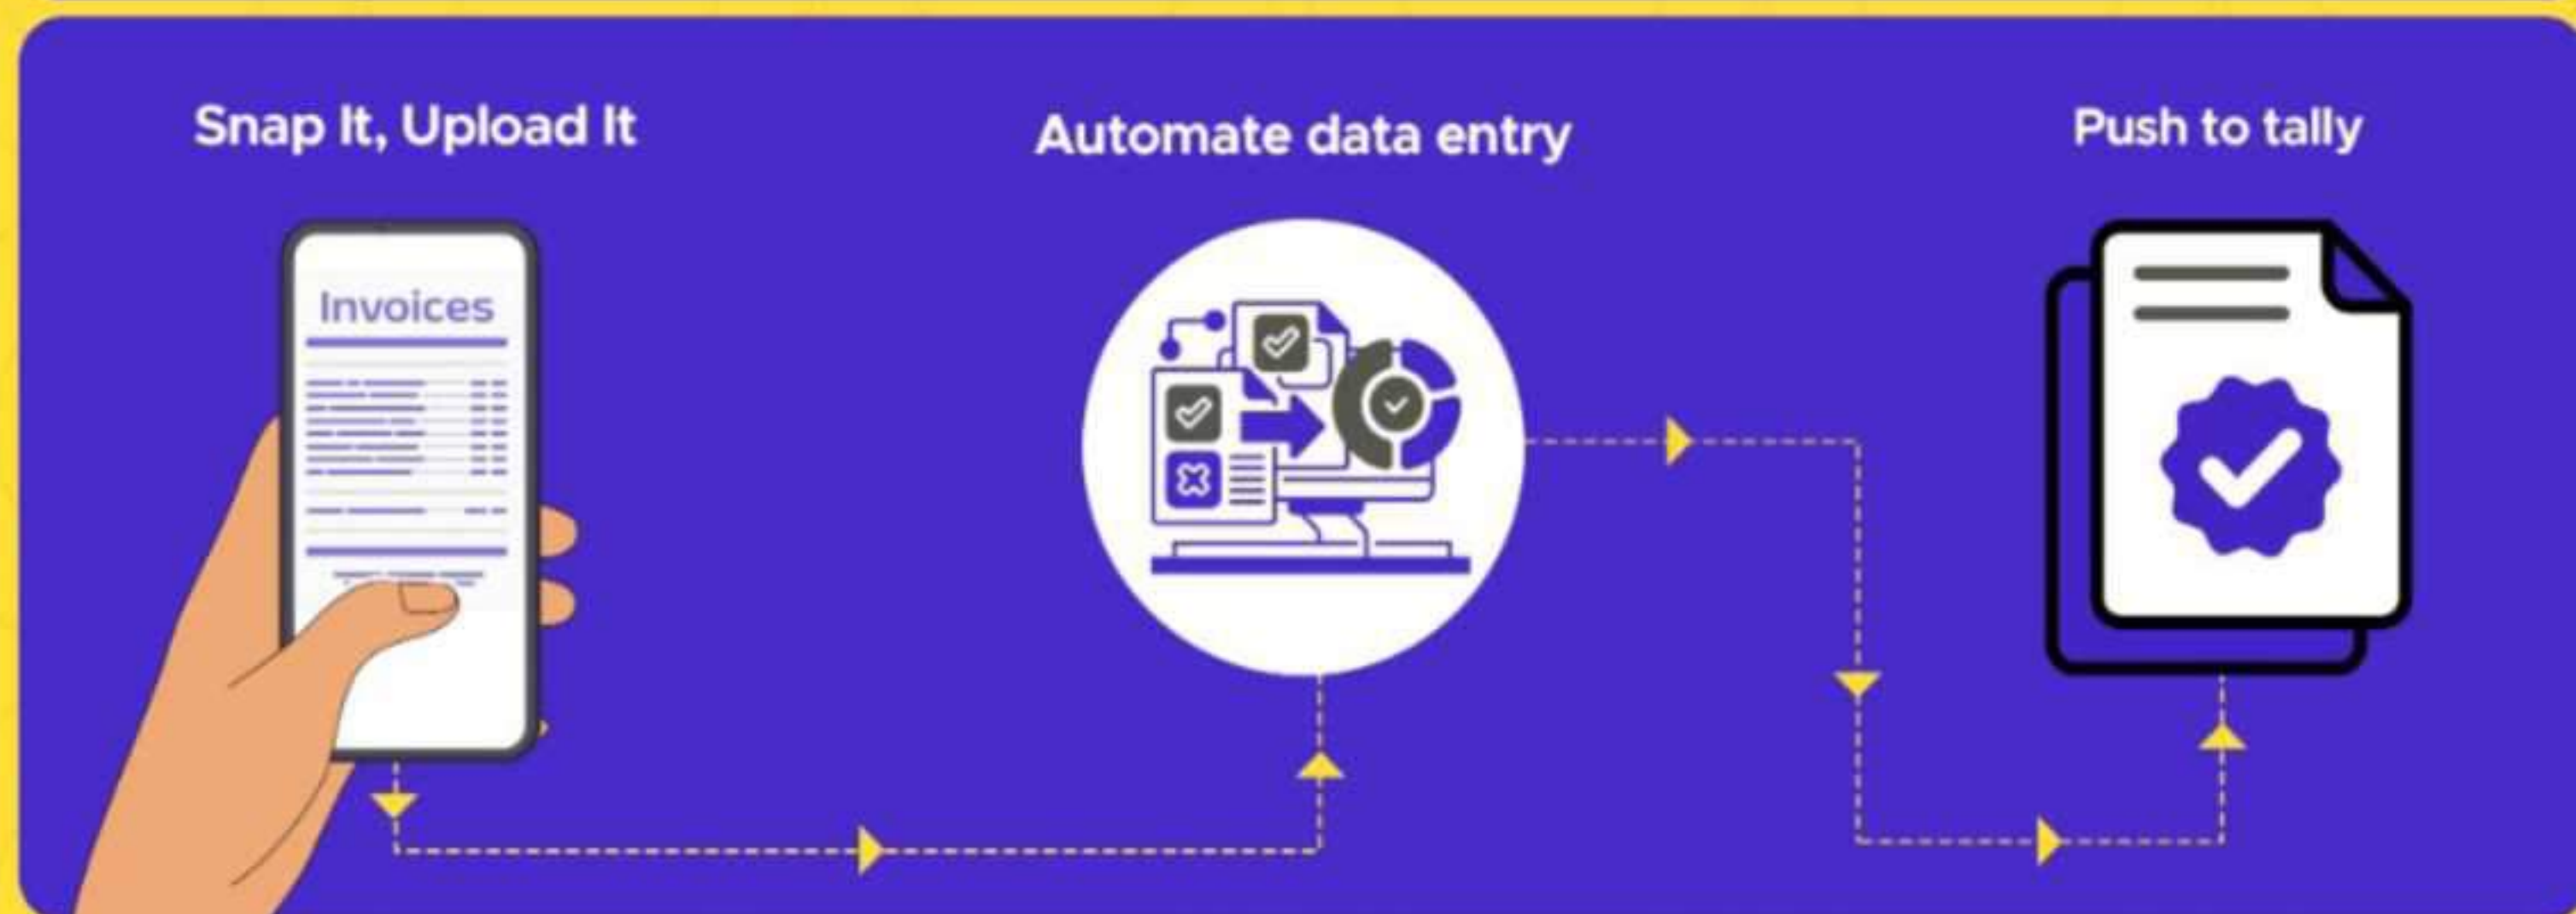 Snap It, Upload It
Automate data entry
Push to tally
Invoices